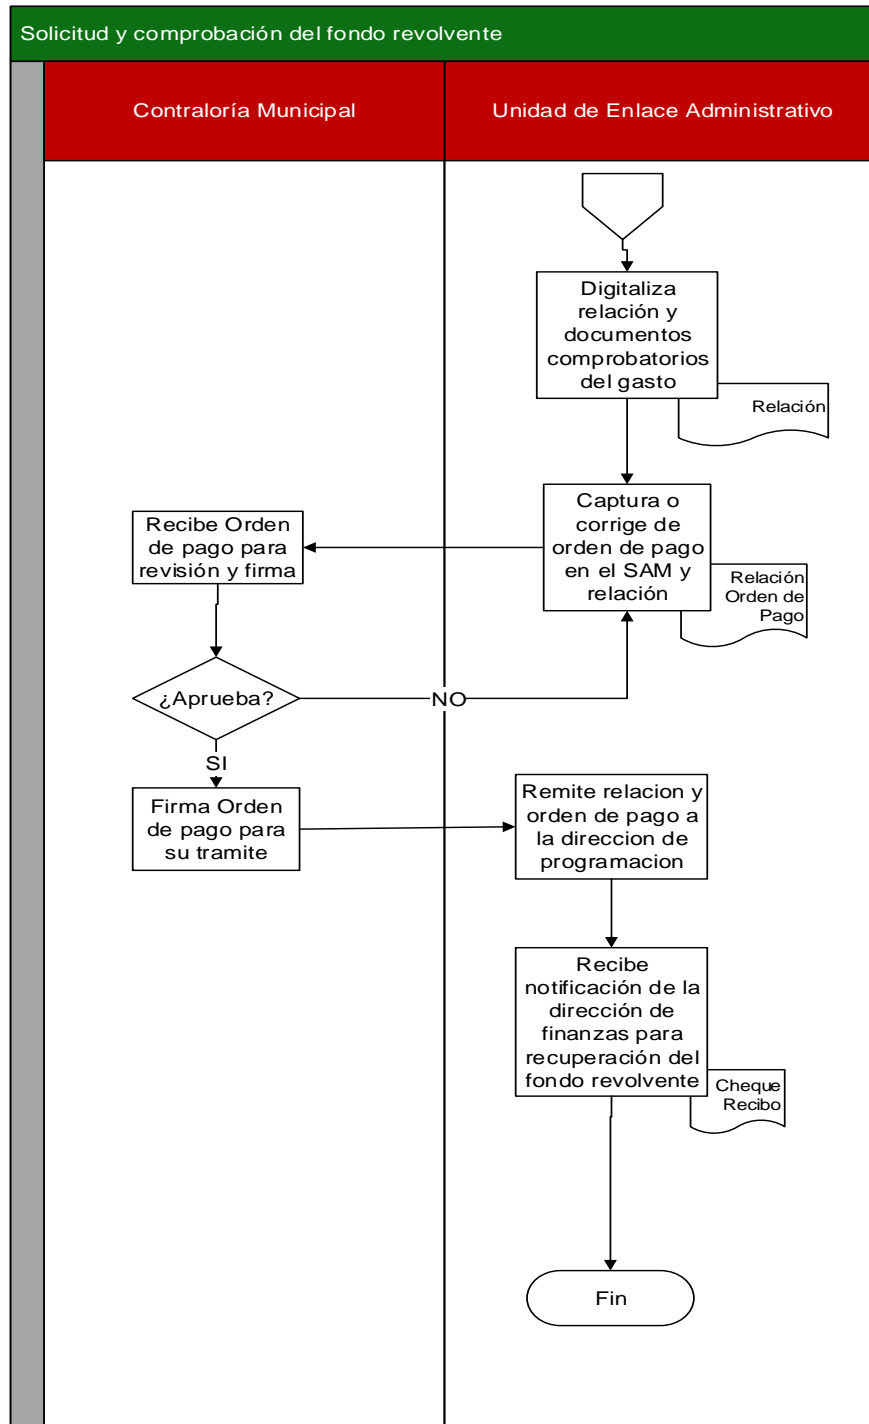 Solicitud y comprobación del fondo revolvente
Contraloría Municipal
Unidad de Enlace Administrativo
Digitaliza
relación y
documentos
comprobatorios
del gasto
Relación
Captura o
corrige de
orden de pago
en el SAM y
relación
Relación
Orden de
Pago
Recibe Orden
de pago para
revisión y firma
¿Aprueba?
NO
SI
Firma Orden
de pago para
su tramite
Remite relacion y
orden de pago a
la direccion de
programacion
Recibe
notificación de la
dirección de
finanzas para
recuperación del
fondo revolvente
Cheque
Recibo
Fin